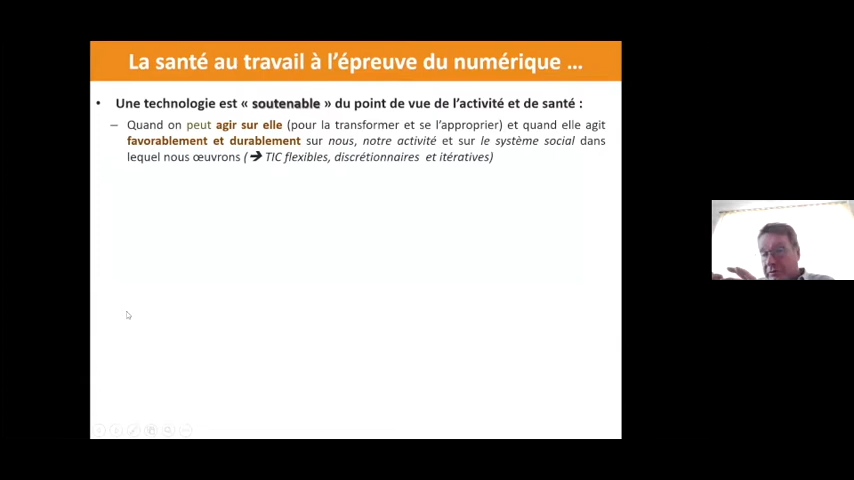 La santé au travail à l’épreuve du numérique …
• Une technologie est « soutenable » du point de vue de l’activité et de santé :
– Quand on peut agir sur elle (pour la transformer et se l’approprier) et quand elle agit
favorablement et durablement sur nous, notre activité et sur le système social dans
lequel nous œuvrons (➔ TIC flexibles, discrétionnaires et itératives)